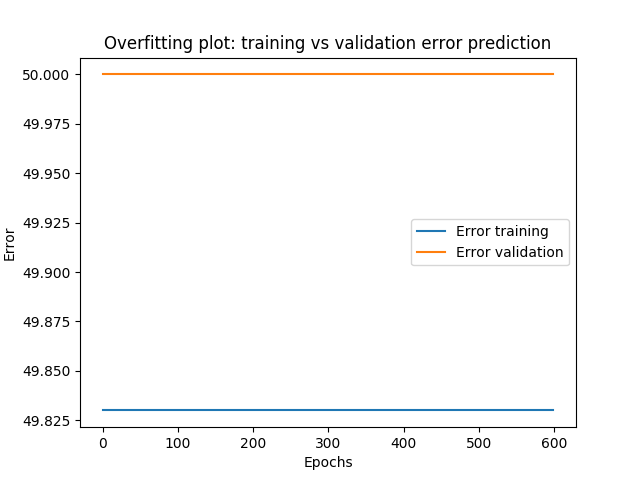 Overfitting plot: training vs validation error prediction
50.000
49.975
49.950
49.925
49.900
49.875
49.850
49.825
Error
Error training
Error validation
0 100 200 300 400 500 600
Epochs